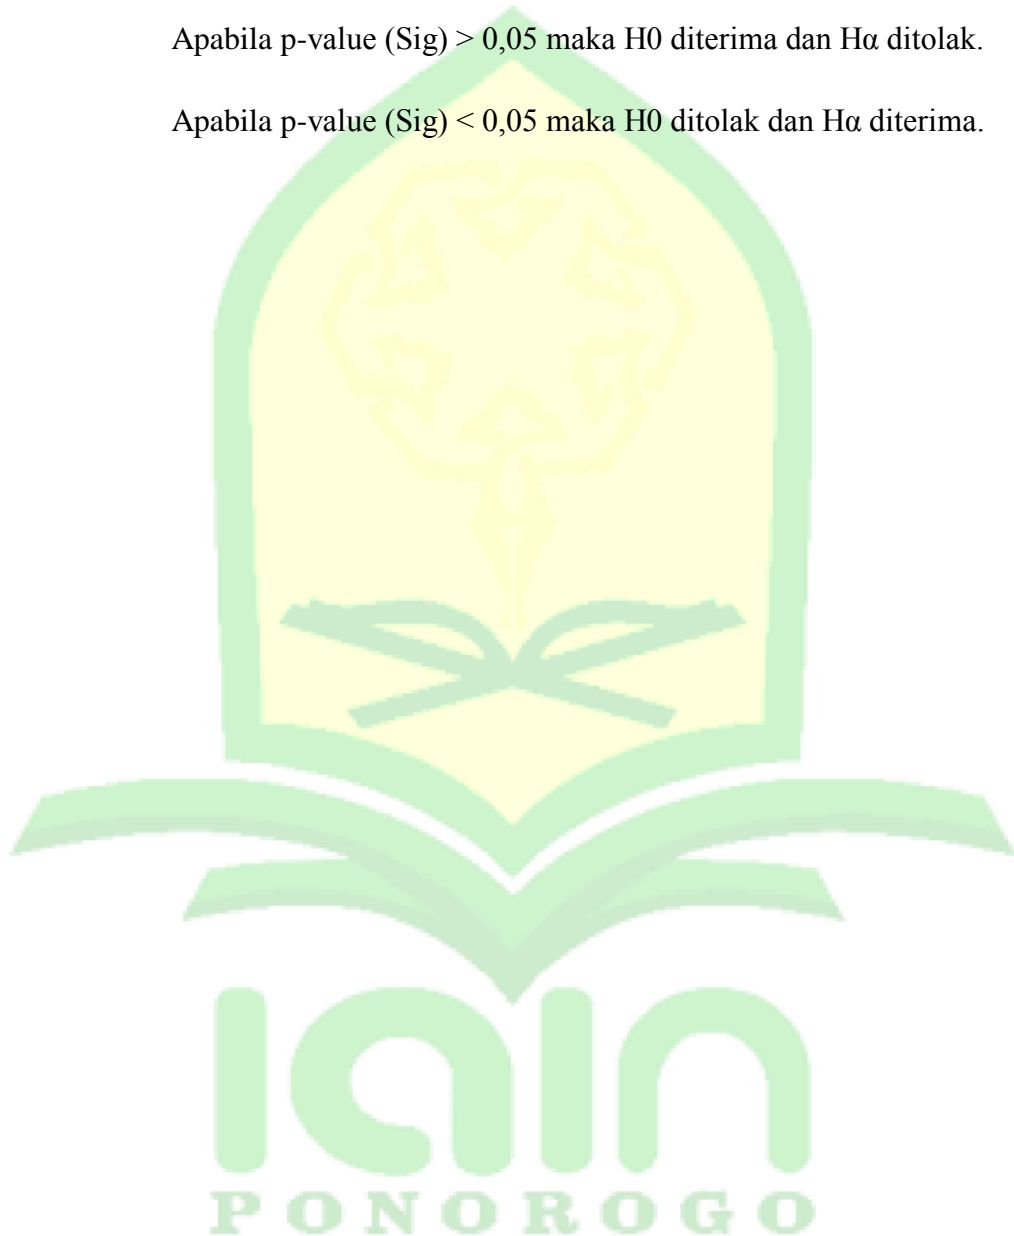 Apabila p-value (Sig) > 0,05 maka H0 diterima dan Hα ditolak.
Apabila p-value (Sig) < 0,05 maka H0 ditolak dan Hα diterima.
iain
PONOROGO